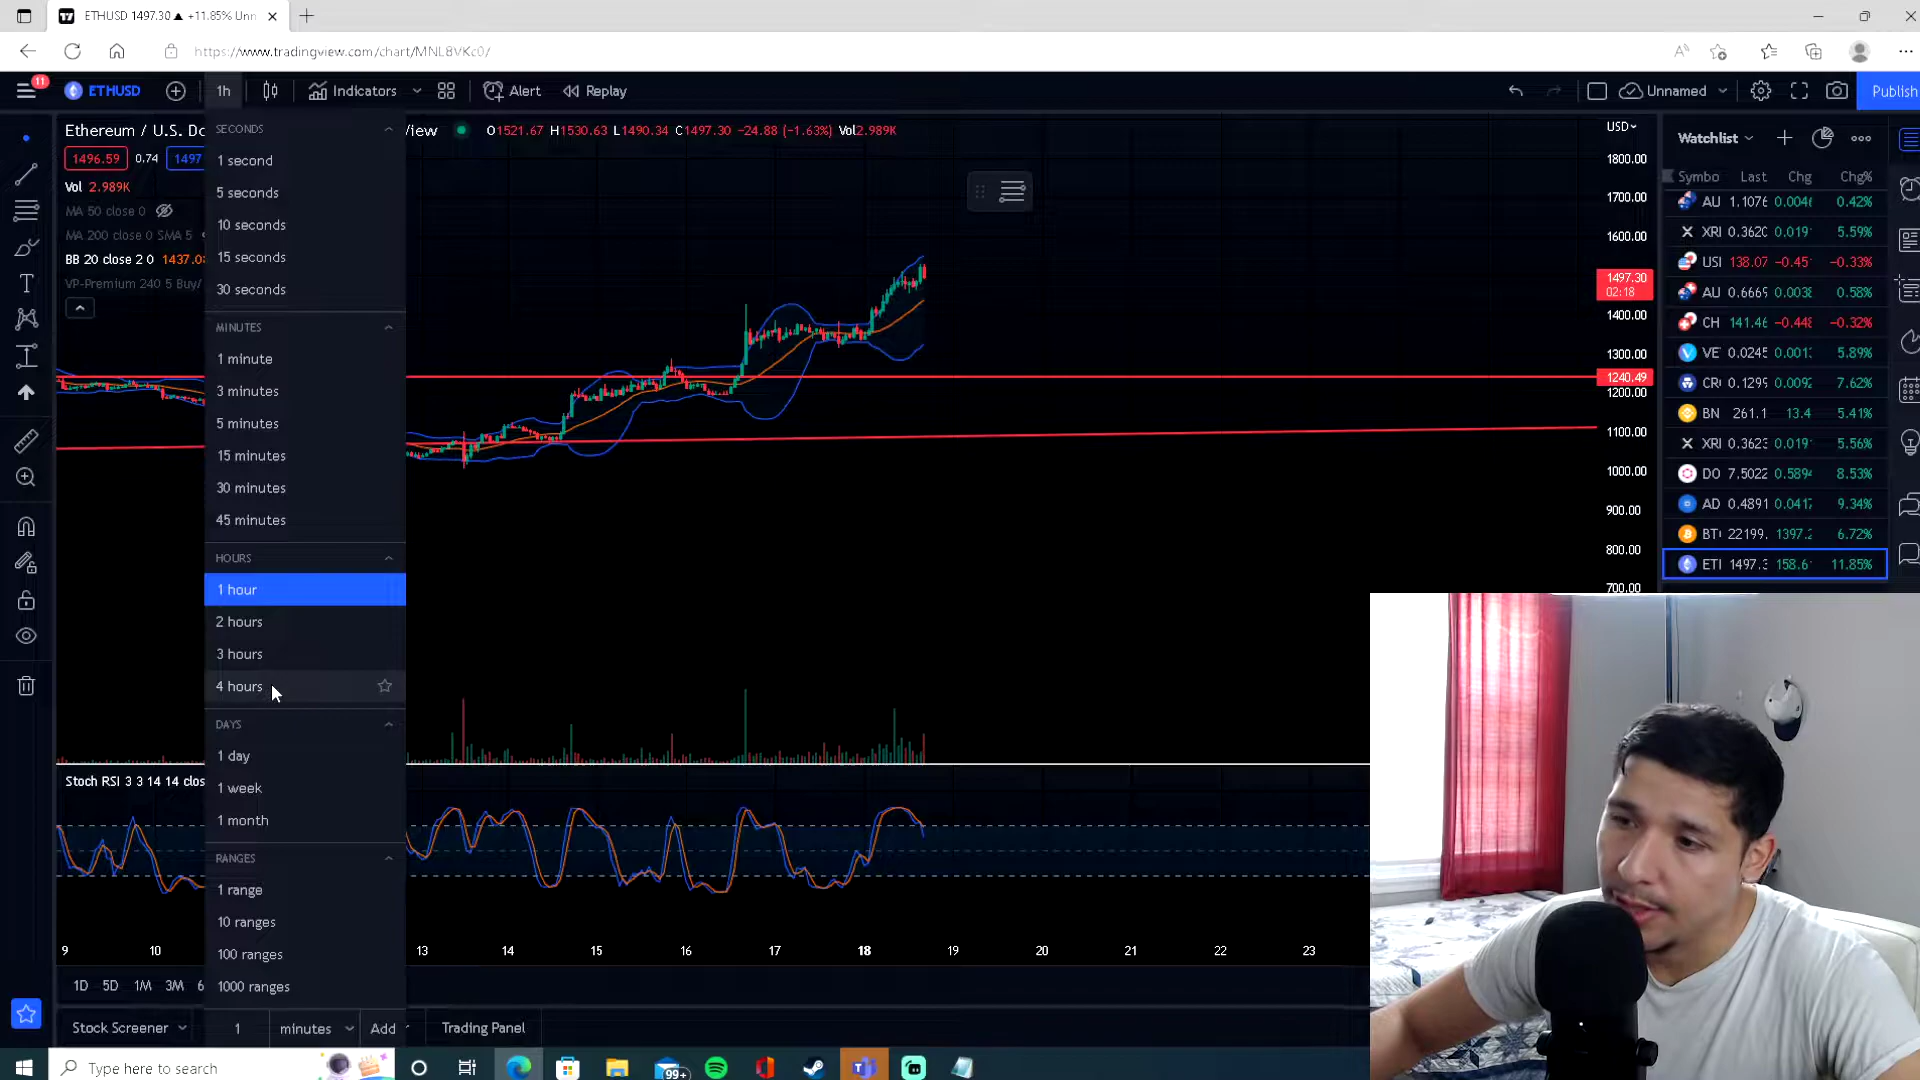 ETHUSD 1497.30 ▲ +11.85% Unn
https://www.tradingview.com/chart/MNL8VKc0/
11
ETHUSD
1h
Indicators
Alert
Replay
Unnamed
Publish
Ethereum / U.S. Do
iew
O1521.67 H1530.63 L1490.34 C1497.30 −24.88 (−1.63%) Vol2.989K
1496.59
0.74
1497
Vol 2.989K
MA 50 close 0
MA 200 close 0 SMA 5
BB 20 close 2 0 1437.0
VP-Premium 240 5 Buy/
SECONDS
1 second
5 seconds
10 seconds
15 seconds
30 seconds
MINUTES
1 minute
3 minutes
5 minutes
15 minutes
30 minutes
45 minutes
HOURS
1 hour
2 hours
3 hours
4 hours
DAYS
1 day
1 week
1 month
RANGES
1 range
10 ranges
100 ranges
1000 ranges
1 minutes Add
USD
1800.00
1700.00
1600.00
1497.30
02:18
1400.00
1300.00
1240.49
1200.00
1100.00
1000.00
900.00
800.00
700.00
Watchlist
Symbo Last Chg Chg%
AU 1.1076 0.004 0.42%
XRI 0.3620 0.019 5.59%
USI 138.07 −0.45 −0.33%
AU 0.6669 0.003 0.58%
CH 141.46 −0.448 −0.32%
VE 0.0245 0.001 5.89%
CR 0.1299 0.0092 7.62%
BN 261.1 13.4 5.41%
XRI 0.3623 0.019 5.56%
DO 7.5022 0.5894 8.53%
AD 0.4891 0.041 9.34%
BT 22199. 1397.2 6.72%
ETI 1497.3 158.6 11.85%
Stoch RSI 3 3 14 14 clos
9 10 13 14 15 16 17 18 19 20 21 22 23
1D 5D 1M 3M 6
Stock Screener
Trading Panel
Type here to search
99+